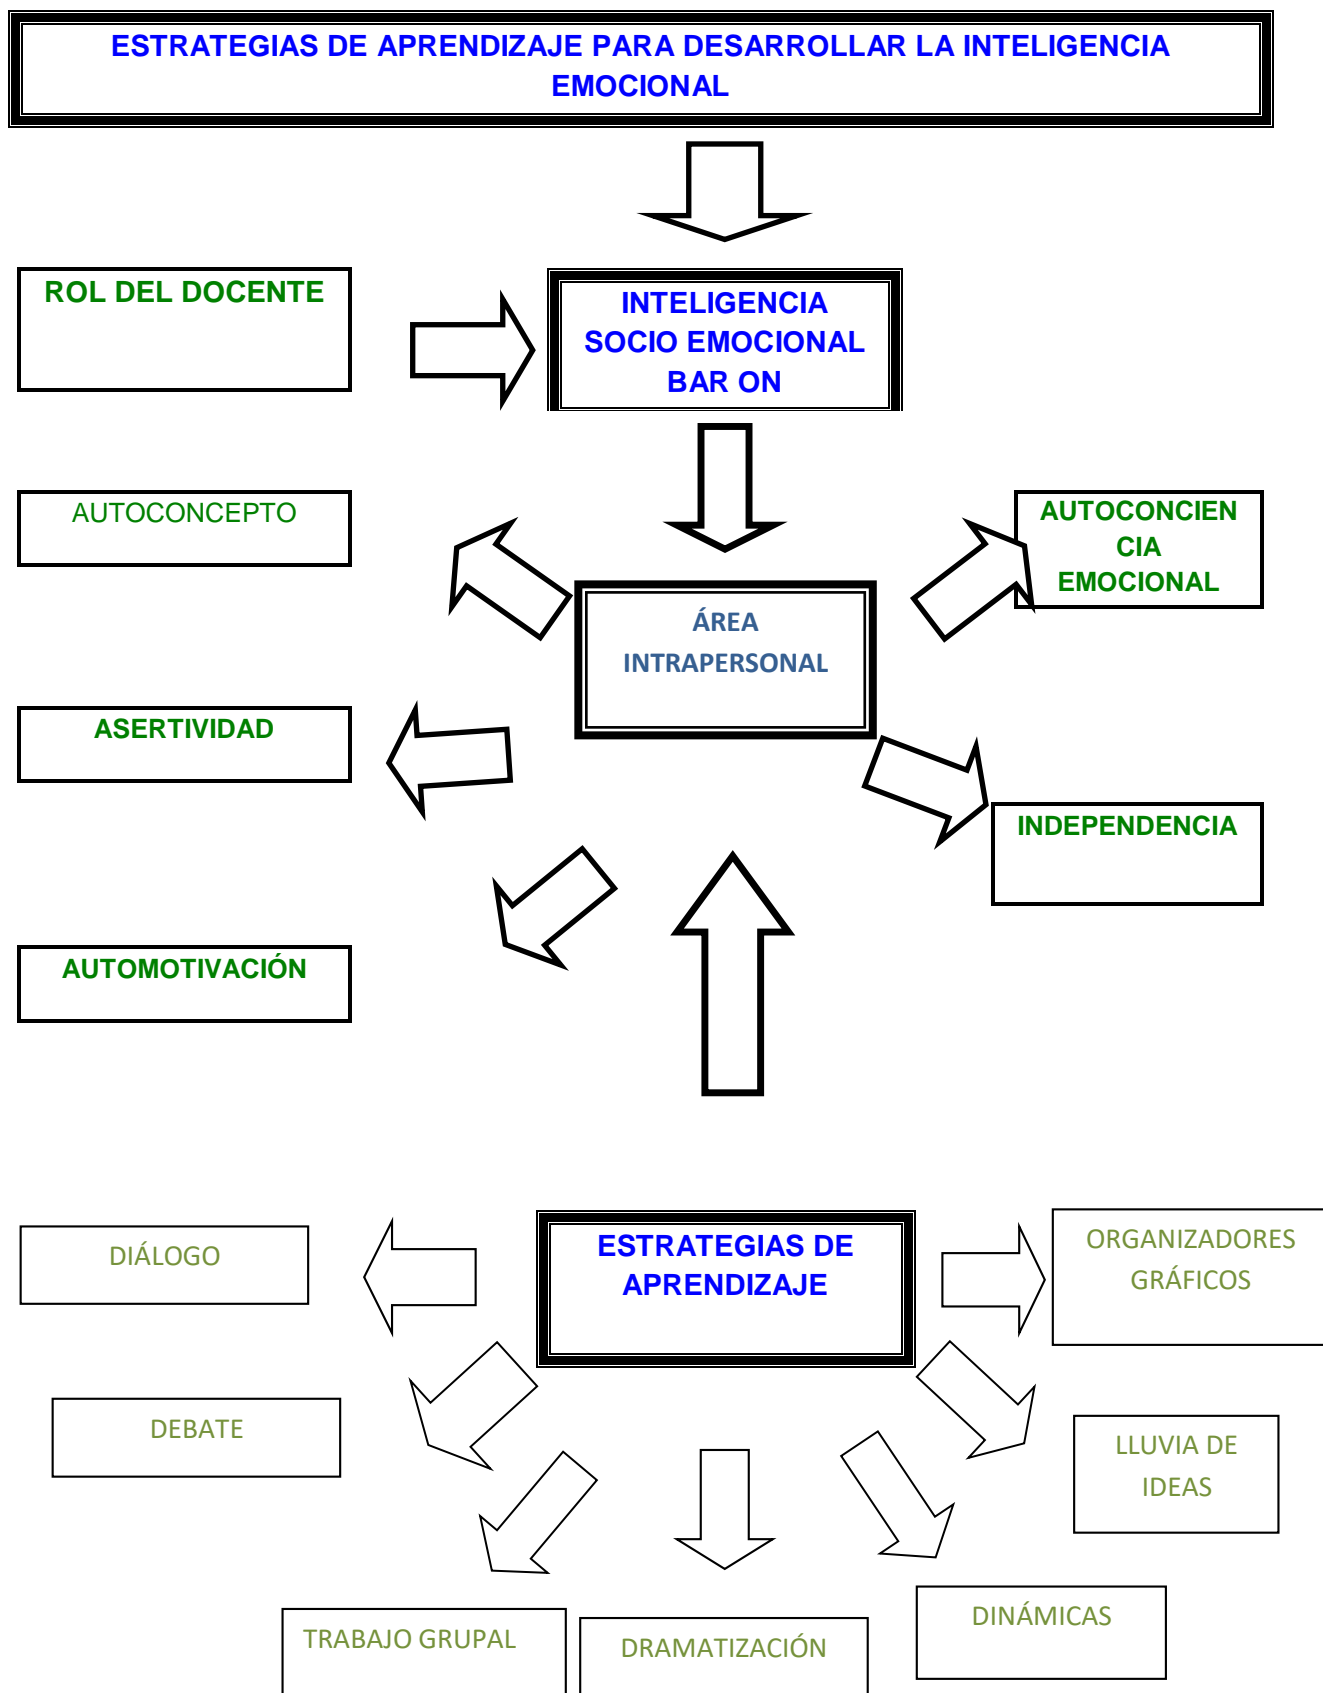 ESTRATEGIAS DE APRENDIZAJE PARA DESARROLLAR LA INTELIGENCIA
EMOCIONAL
ROL DEL DOCENTE
INTELIGENCIA
SOCIO EMOCIONAL
BAR ON
AUTOCONCEPTO
AUTOCONCIEN
CIA
EMOCIONAL
ÁREA
INTRAPERSONAL
ASERTIVIDAD
INDEPENDENCIA
AUTOMOTIVACIÓN
ESTRATEGIAS DE
APRENDIZAJE
DIÁLOGO
ORGANIZADORES
GRÁFICOS
DEBATE
LLUVIA DE
IDEAS
TRABAJO GRUPAL
DRAMATIZACIÓN
DINÁMICAS